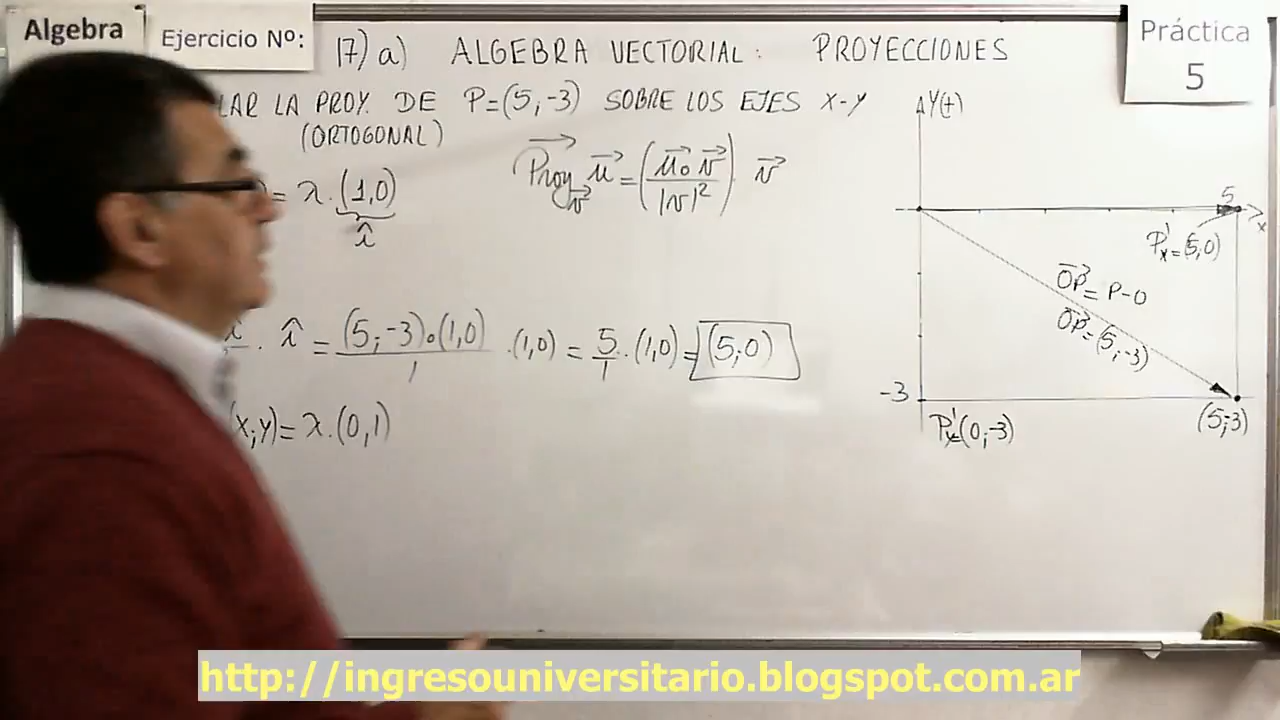 Algebra
Ejercicio Nº:
17) a) ALGEBRA VECTORIAL: PROYECCIONES
Práctica
5
LAR LA PROY. DE P=(5;-3) SOBRE LOS EJES X-Y
(ORTOGONAL)
Y(+)
Proy v⃗ u⃗ = (u⃗ ∘ v⃗ / |v|²) · v⃗
) = λ.(1,0)
î
5
x
P'x=(5;0)
OP⃗ = P-0
OP⃗ = (5;-3)
. î = (5;-3)∘(1,0) / 1 .(1,0) = 5/1 .(1,0) = (5;0)
-3
P'y=(0;-3)
(5;-3)
(x;y)= λ.(0,1)
http://ingresouniversitario.blogspot.com.ar